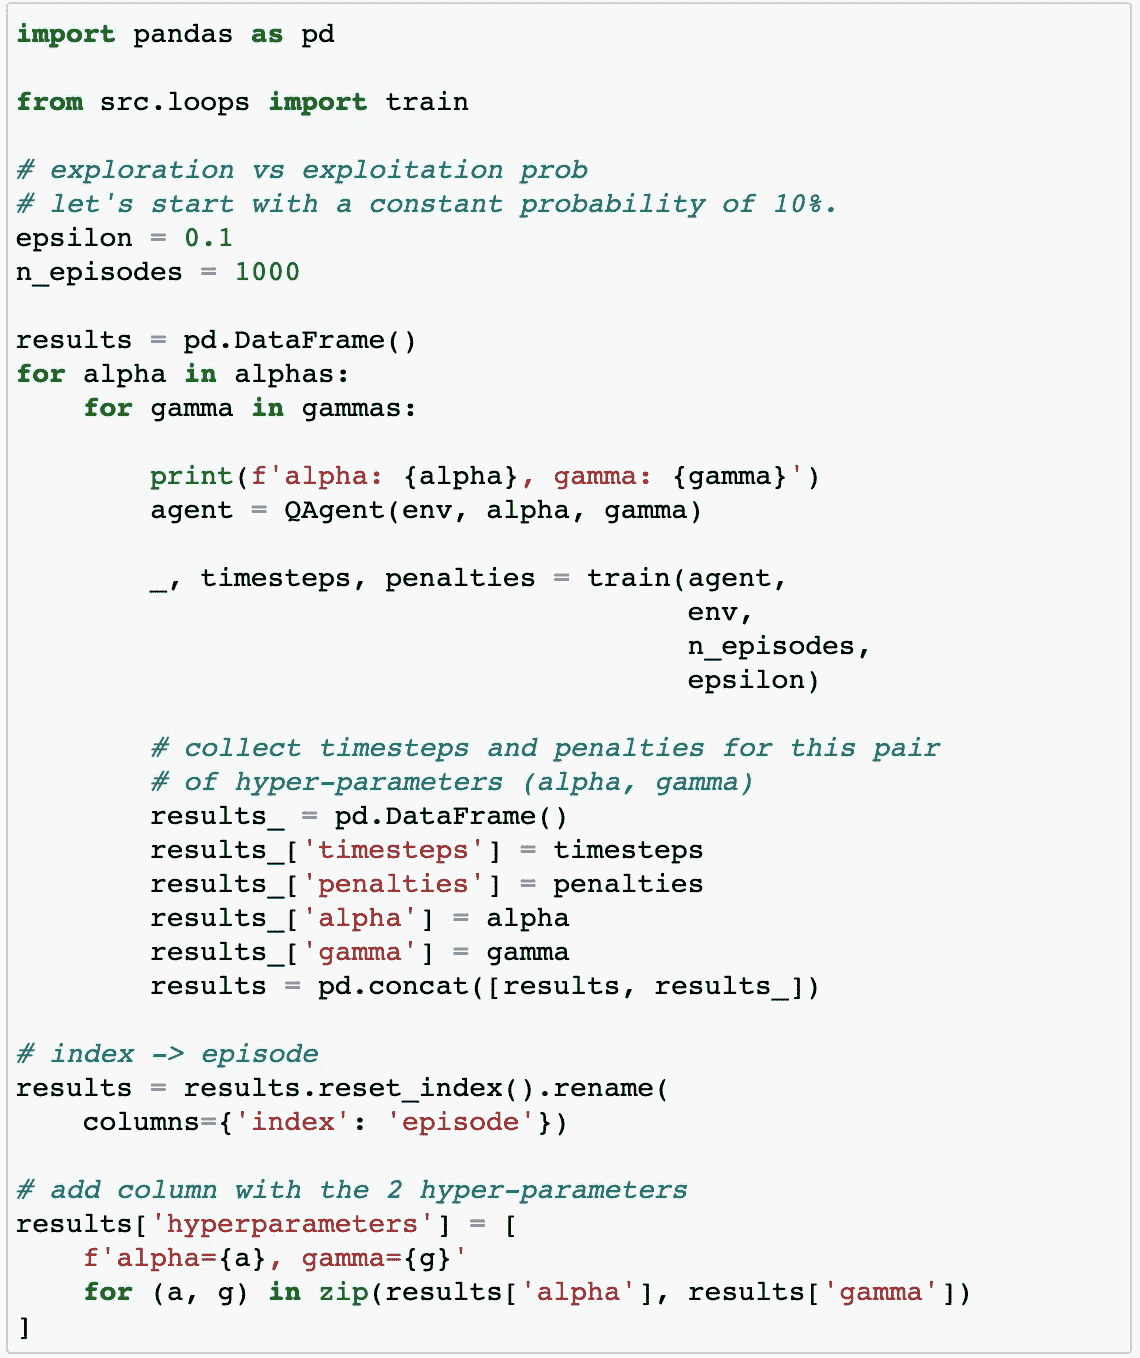 import pandas as pd

from src.loops import train

# exploration vs exploitation prob
# let's start with a constant probability of 10%.
epsilon = 0.1
n_episodes = 1000

results = pd.DataFrame()
for alpha in alphas:
    for gamma in gammas:

        print(f'alpha: {alpha}, gamma: {gamma}')
        agent = QAgent(env, alpha, gamma)

        _, timesteps, penalties = train(agent,
                                        env,
                                        n_episodes,
                                        epsilon)

        # collect timesteps and penalties for this pair
        # of hyper-parameters (alpha, gamma)
        results_ = pd.DataFrame()
        results_['timesteps'] = timesteps
        results_['penalties'] = penalties
        results_['alpha'] = alpha
        results_['gamma'] = gamma
        results = pd.concat([results, results_])

# index -> episode
results = results.reset_index().rename(
    columns={'index': 'episode'})

# add column with the 2 hyper-parameters
results['hyperparameters'] = [
    f'alpha={a}, gamma={g}'
    for (a, g) in zip(results['alpha'], results['gamma'])
]